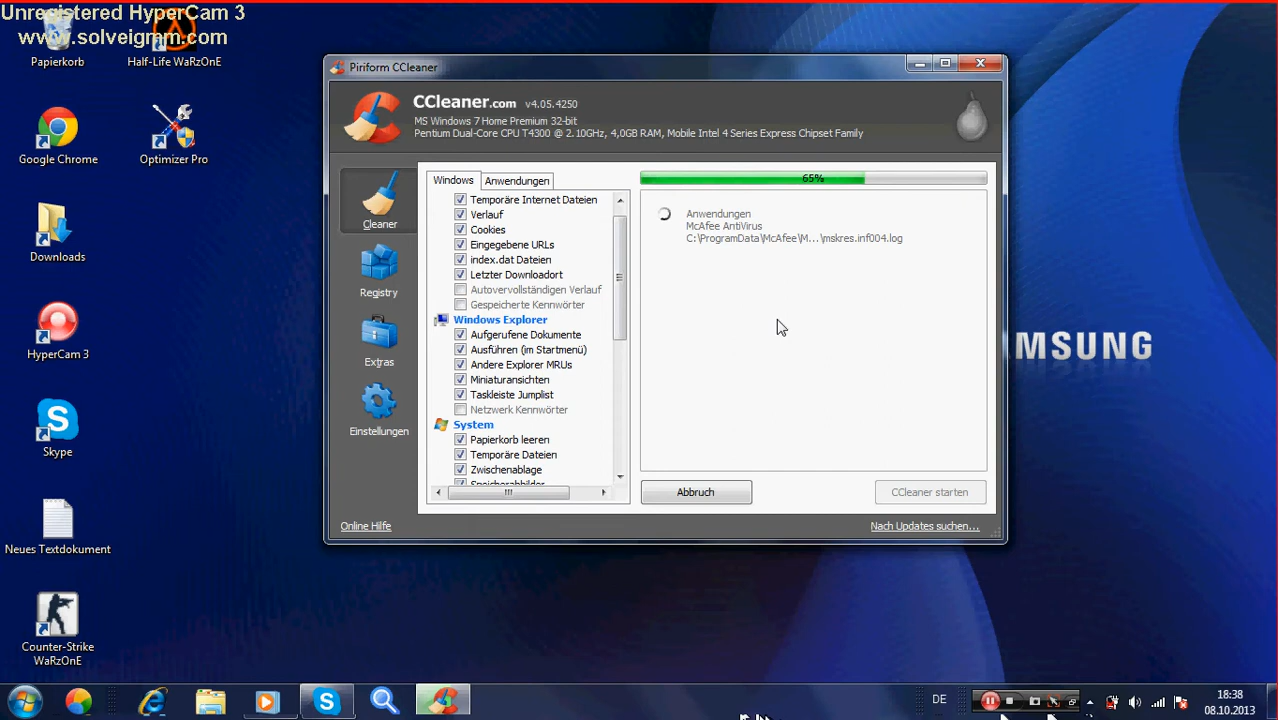 Unregistered HyperCam 3
www.solveigmm.com
Papierkorb
Half-Life WaRzOnE
Google Chrome
Optimizer Pro
Downloads
HyperCam 3
Skype
Neues Textdokument
Counter-Strike
WaRzOnE
Piriform CCleaner
CCleaner.com v4.05.4250
MS Windows 7 Home Premium 32-bit
Pentium Dual-Core CPU T4300 @ 2.10GHz, 4,0GB RAM, Mobile Intel 4 Series Express Chipset Family
Cleaner
Registry
Extras
Einstellungen
Windows
Anwendungen
Temporäre Internet Dateien
Verlauf
Cookies
Eingegebene URLs
index.dat Dateien
Letzter Downloadort
Autovervollständigen Verlauf
Gespeicherte Kennwörter
Windows Explorer
Aufgerufene Dokumente
Ausführen (im Startmenü)
Andere Explorer MRUs
Miniaturansichten
Taskleiste Jumplist
Netzwerk Kennwörter
System
Papierkorb leeren
Temporäre Dateien
Zwischenablage
Speicherabbilder
65%
Anwendungen
McAfee AntiVirus
C:\ProgramData\McAfee\M...\mskres.inf004.log
Abbruch
CCleaner starten
Online Hilfe
Nach Updates suchen...
AMSUNG
DE
18:38
08.10.2013